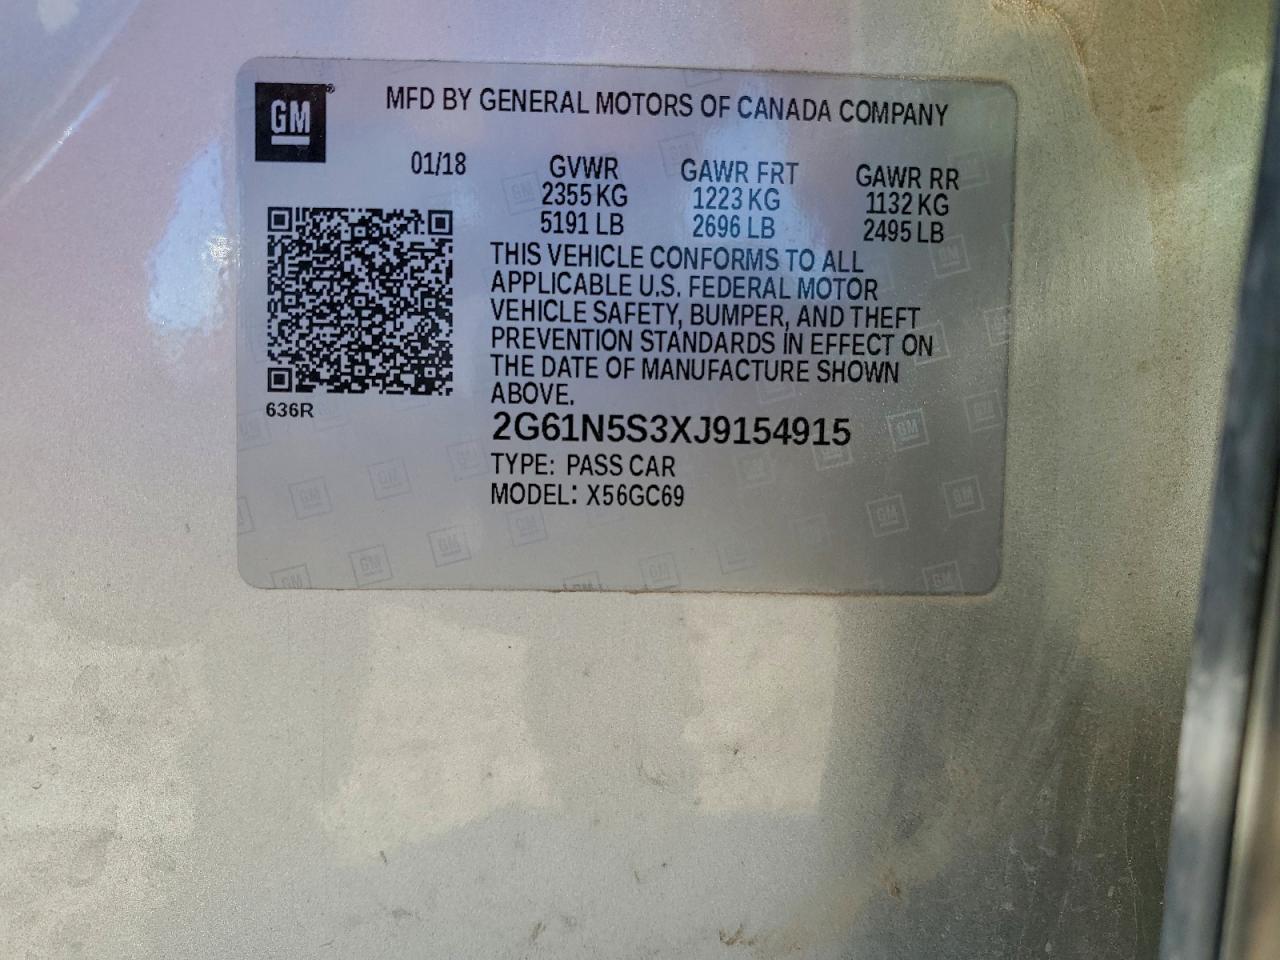 GM
MFD BY GENERAL MOTORS OF CANADA COMPANY
01/18 GVWR GAWR FRT GAWR RR
2355 KG 1223 KG 1132 KG
5191 LB 2696 LB 2495 LB
THIS VEHICLE CONFORMS TO ALL
APPLICABLE U.S. FEDERAL MOTOR
VEHICLE SAFETY, BUMPER, AND THEFT
PREVENTION STANDARDS IN EFFECT ON
THE DATE OF MANUFACTURE SHOWN
ABOVE.
636R
2G61N5S3XJ9154915
TYPE: PASS CAR
MODEL: X56GC69